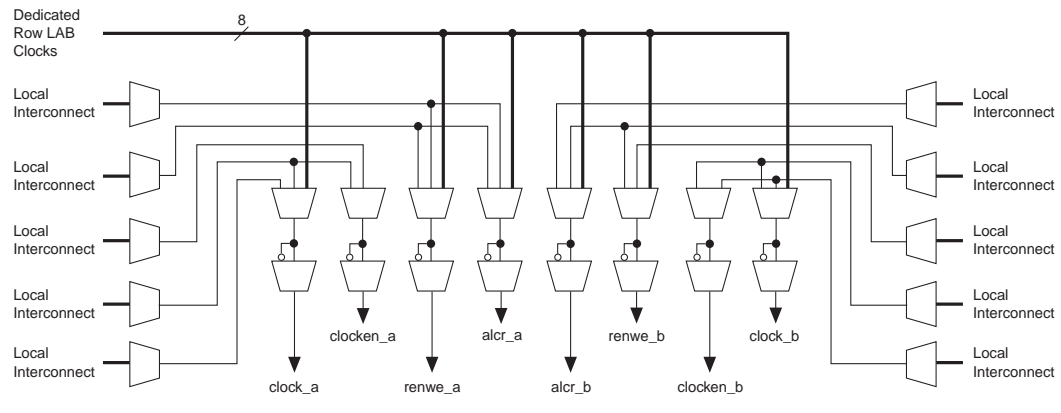 Dedicated
Row LAB
Clocks
8
Local
Interconnect
Local
Interconnect
Local
Interconnect
Local
Interconnect
Local
Interconnect
Local
Interconnect
Local
Interconnect
Local
Interconnect
Local
Interconnect
Local
Interconnect
clocken_a
alcr_a
renwe_b
clock_b
clock_a
renwe_a
alcr_b
clocken_b